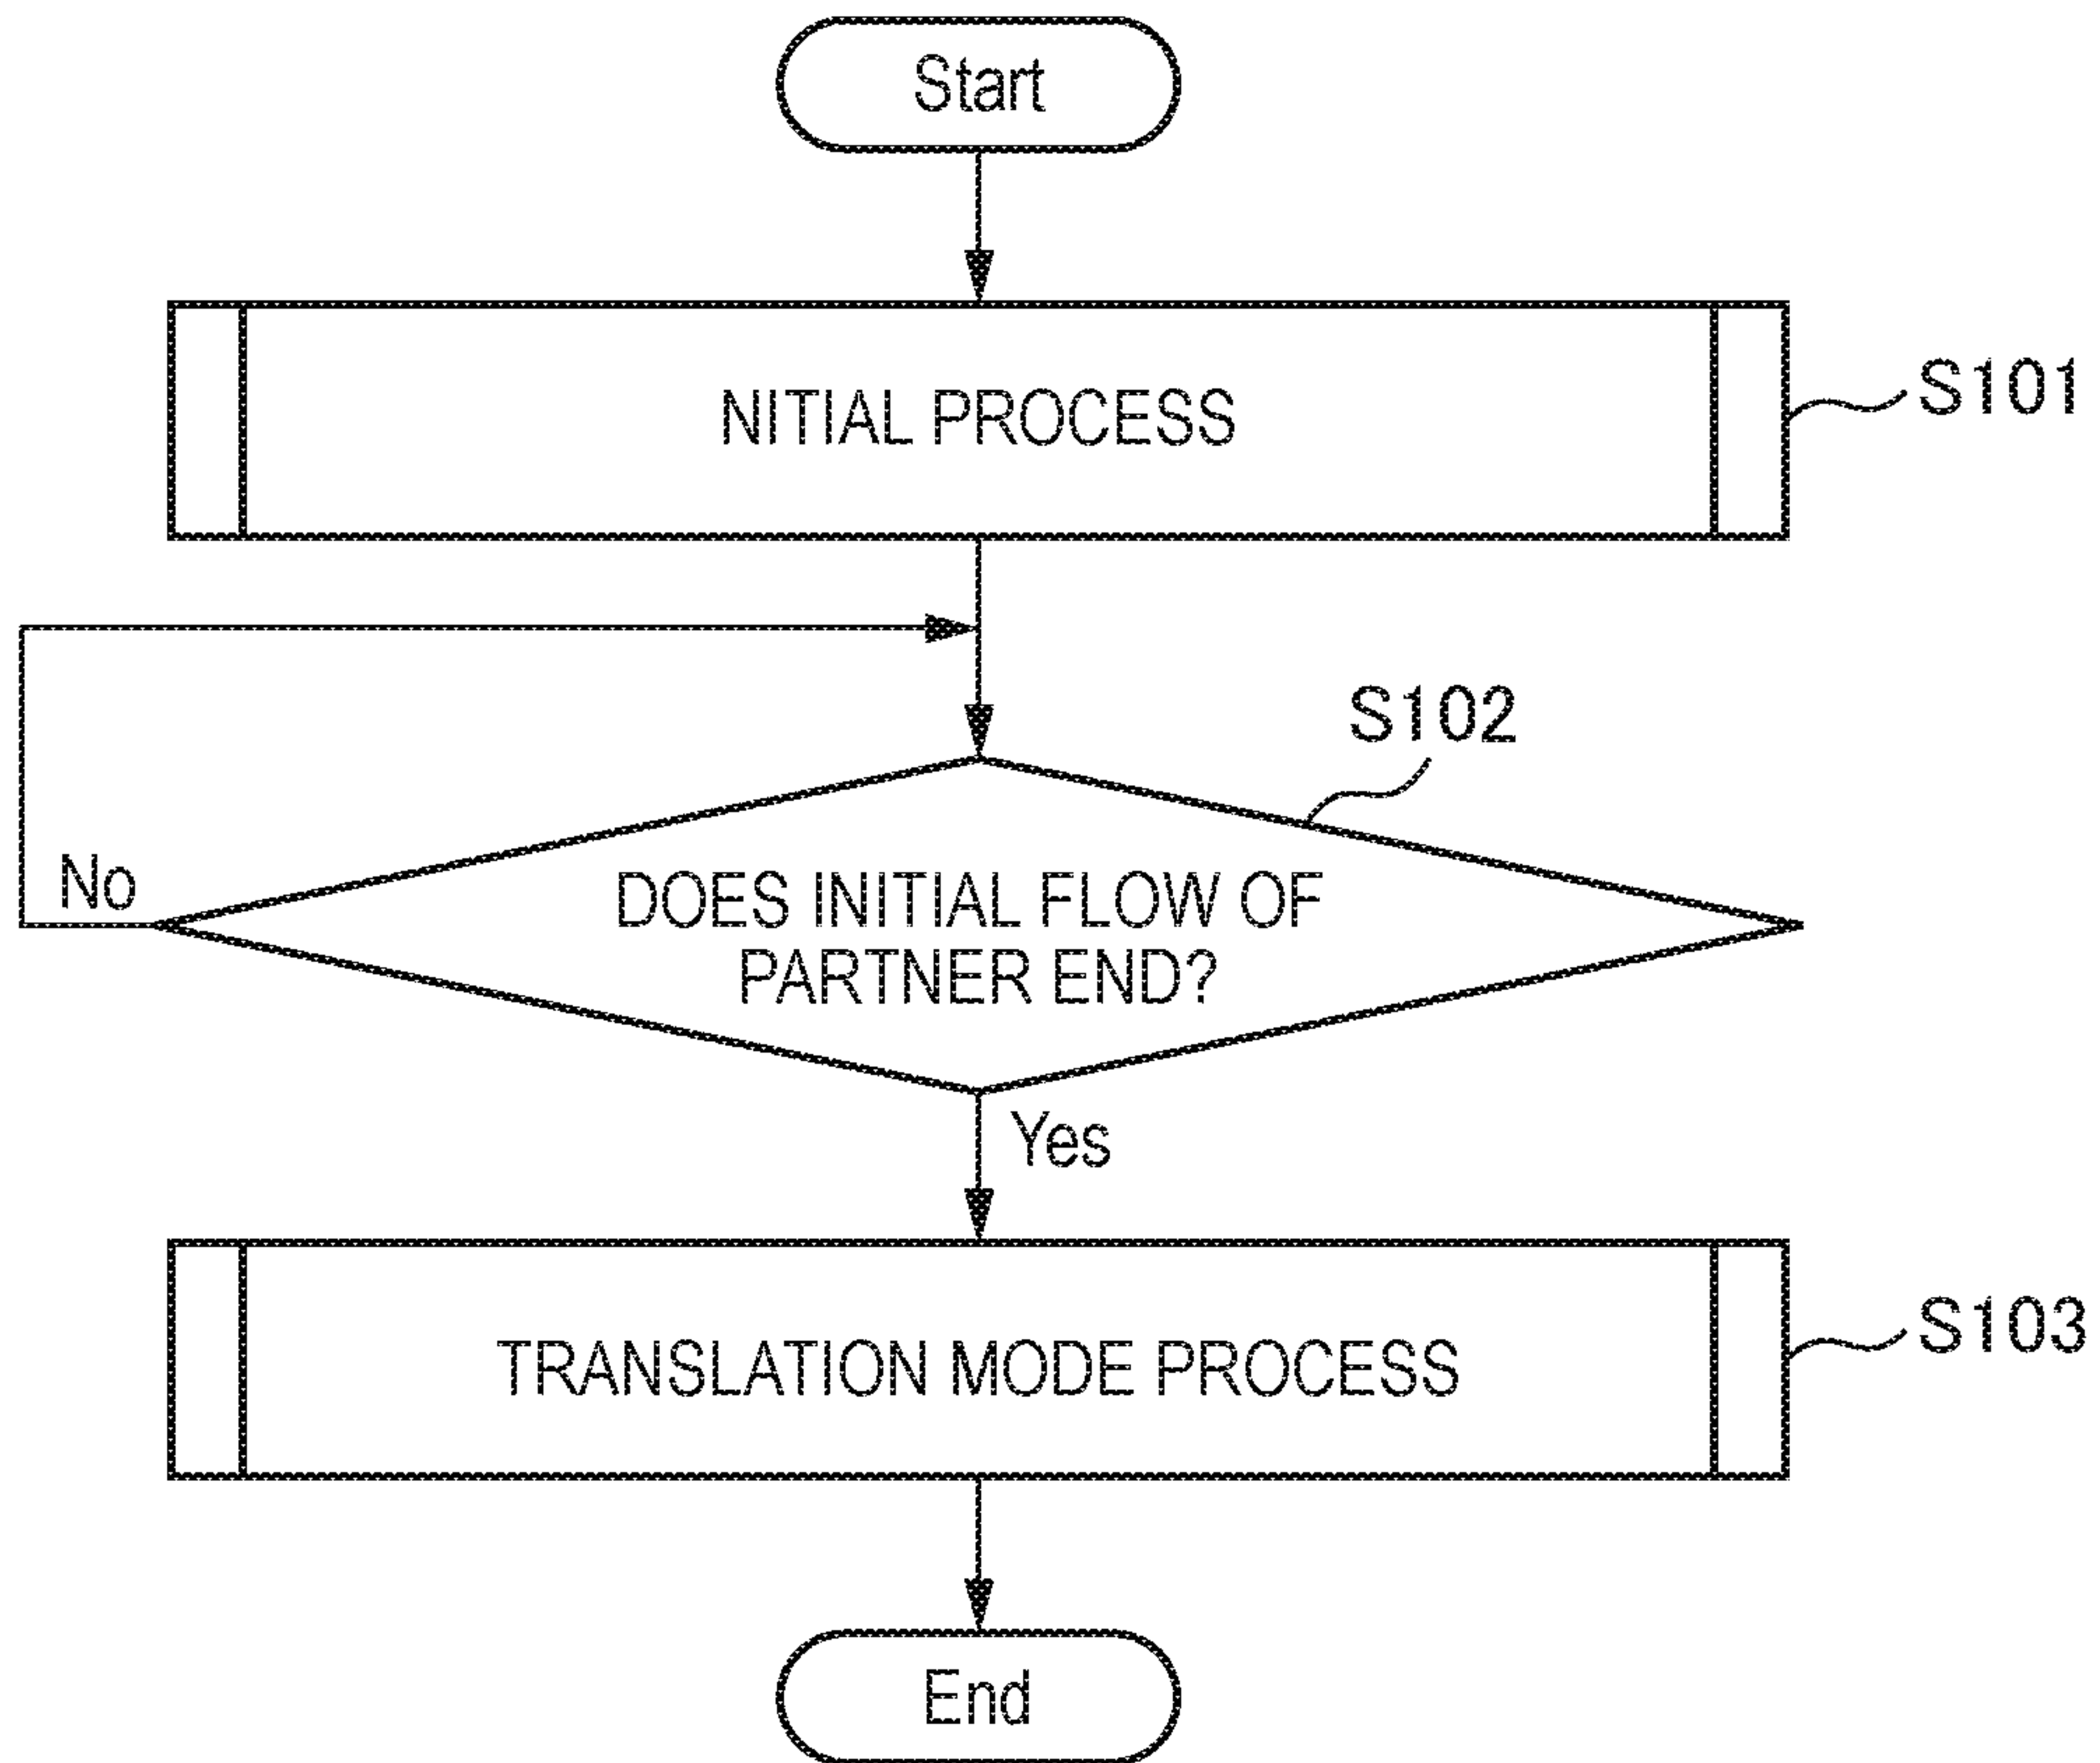 Start
NITIAL PROCESS
S101
S102
No
DOES INITIAL FLOW OF
PARTNER END?
Yes
TRANSLATION MODE PROCESS
S103
End